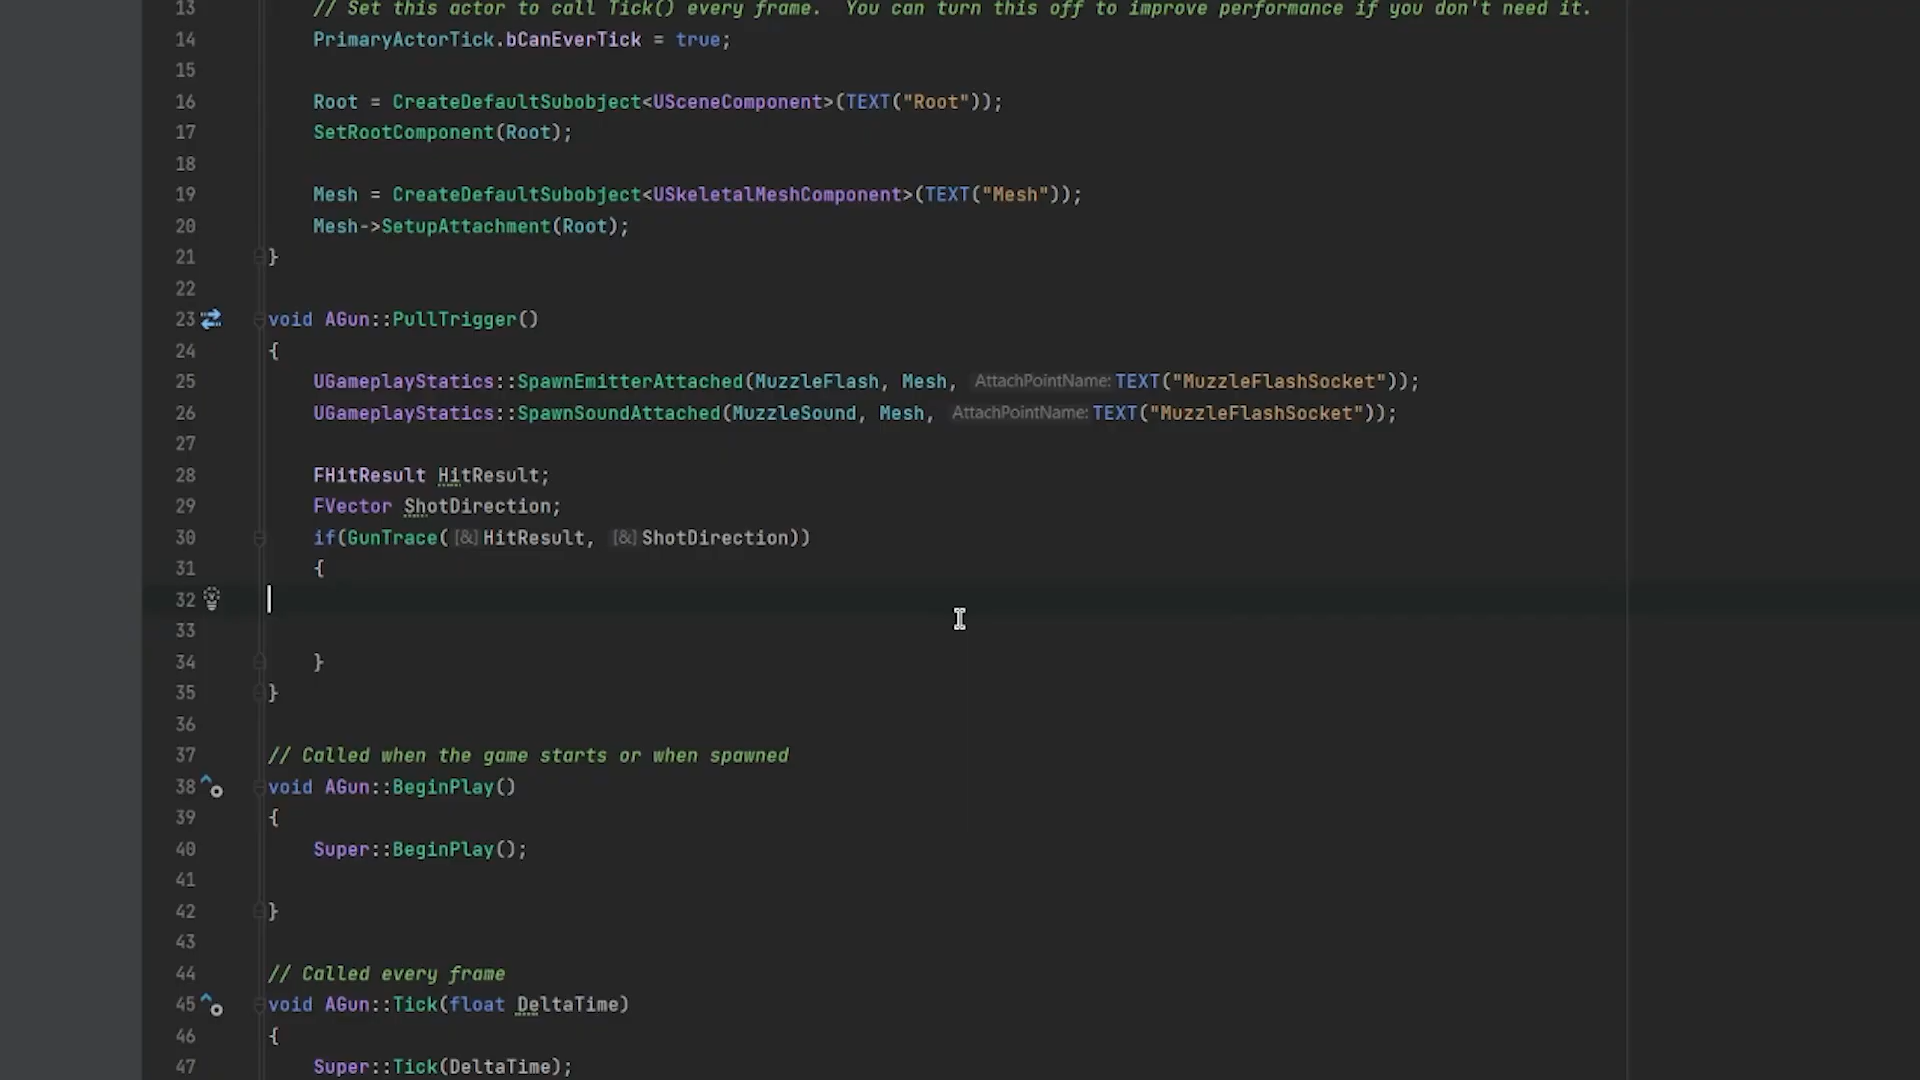 13 // Set this actor to call Tick() every frame.  You can turn this off to improve performance if you don't need it.
14 PrimaryActorTick.bCanEverTick = true;
15
16 Root = CreateDefaultSubobject<USceneComponent>(TEXT("Root"));
17 SetRootComponent(Root);
18
19 Mesh = CreateDefaultSubobject<USkeletalMeshComponent>(TEXT("Mesh"));
20 Mesh->SetupAttachment(Root);
21 }
22
23 void AGun::PullTrigger()
24 {
25 UGameplayStatics::SpawnEmitterAttached(MuzzleFlash, Mesh, AttachPointName: TEXT("MuzzleFlashSocket"));
26 UGameplayStatics::SpawnSoundAttached(MuzzleSound, Mesh, AttachPointName: TEXT("MuzzleFlashSocket"));
27
28 FHitResult HitResult;
29 FVector ShotDirection;
30 if(GunTrace([&]HitResult, [&]ShotDirection))
31 {
32
33
34 }
35 }
36
37 // Called when the game starts or when spawned
38 void AGun::BeginPlay()
39 {
40 Super::BeginPlay();
41
42 }
43
44 // Called every frame
45 void AGun::Tick(float DeltaTime)
46 {
47 Super::Tick(DeltaTime);